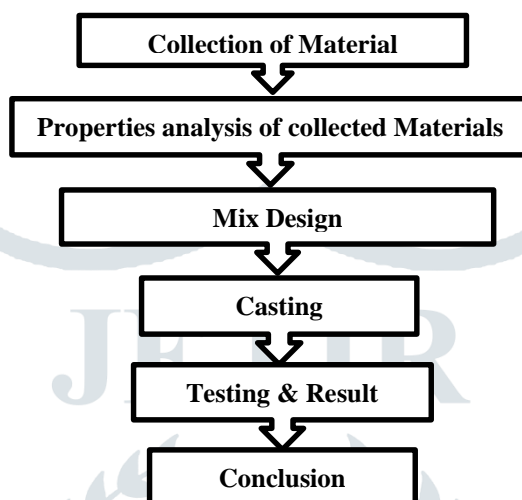 Collection of Material
Properties analysis of collected Materials
Mix Design
Casting
Testing & Result
Conclusion